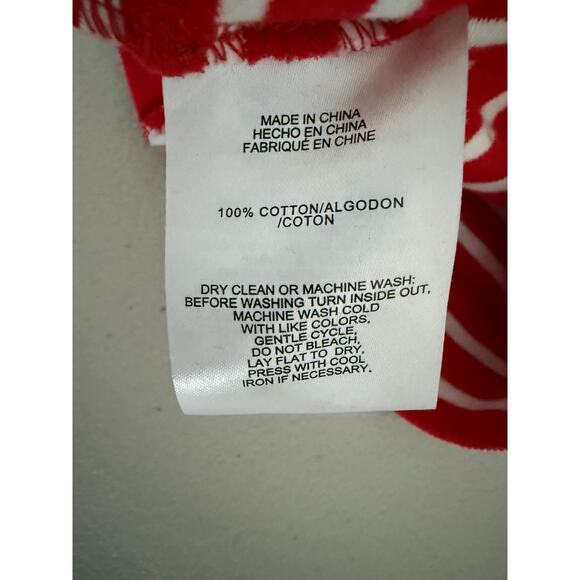 MADE IN CHINA
HECHO EN CHINA
FABRIQUÉ EN CHINE
100% COTTON/ALGODON
/COTON
DRY CLEAN OR MACHINE WASH:
BEFORE WASHING TURN INSIDE OUT,
MACHINE WASH COLD
WITH LIKE COLORS,
GENTLE CYCLE,
DO NOT BLEACH,
LAY FLAT TO DRY,
PRESS WITH COOL
IRON IF NECESSARY.